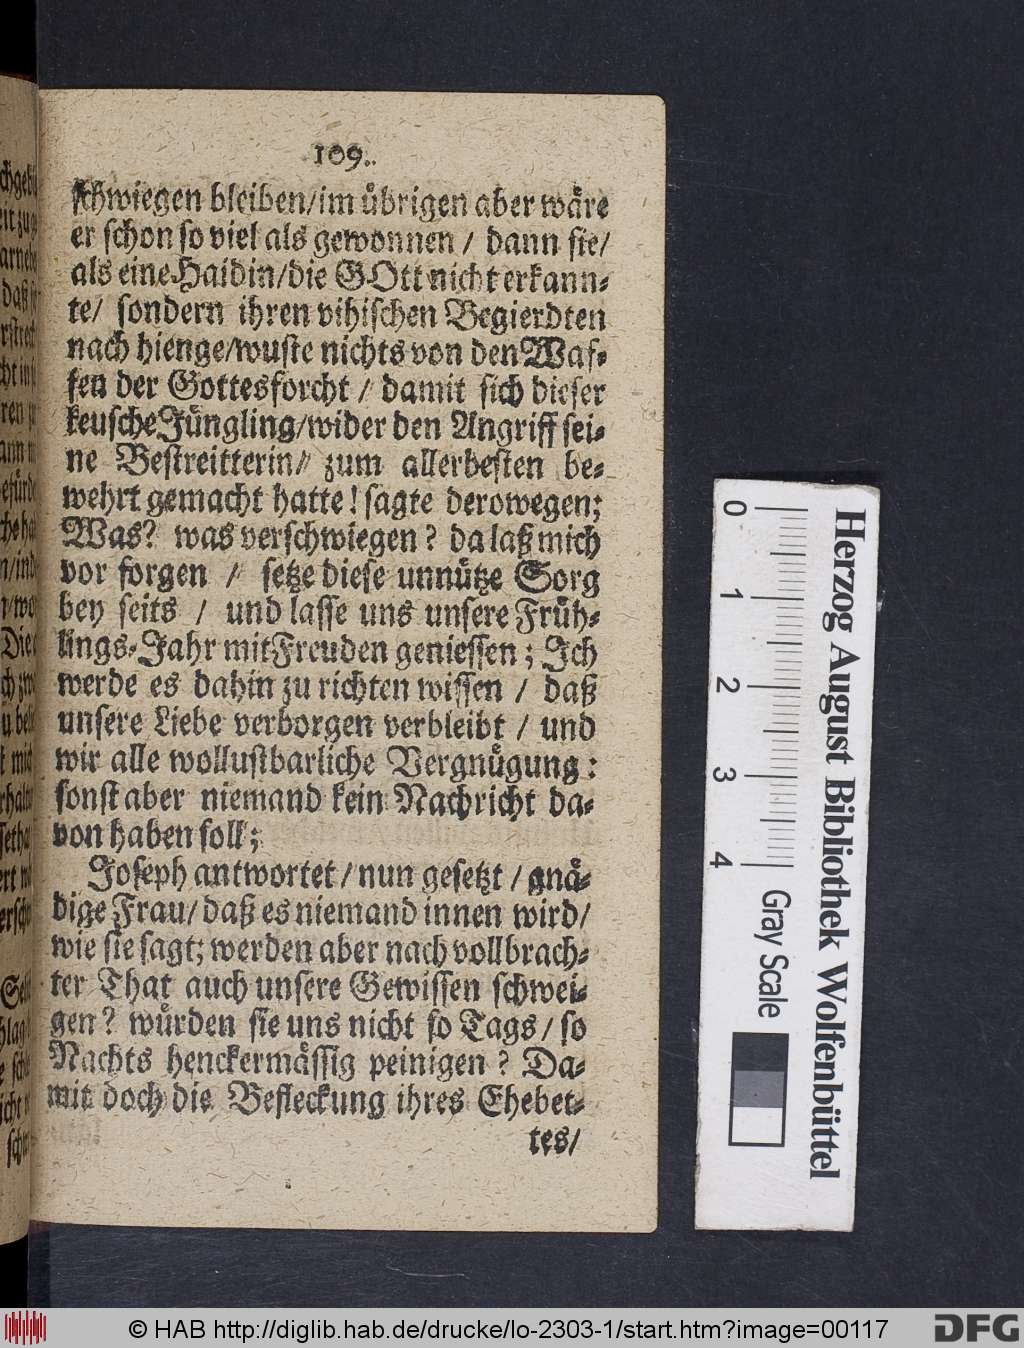 109.
schwiegen bleiben/im übrigen aber wäre
er schon so viel als gewonnen / dann sie/
als eine Haidin/die GOtt nicht erkann-
te/ sondern ihren vihischen Begierdten
nach hienge/wuste nichts von den Waf-
fen der Gottesforcht / damit sich dieser
keusche Jüngling/wider den Angriff sei-
ne Bestreitterin// zum allerbesten be-
wehrt gemacht hatte! sagte derowegen;
Was? was verschwiegen? da laß mich
vor sorgen / setze diese unnütze Sorg
bey seits / und lasse uns unsere Früh-
lings-Jahr mit Freuden geniessen; Ich
werde es dahin zu richten wissen / daß
unsere Liebe verborgen verbleibt / und
wir alle wollustbarliche Vergnügung:
sonst aber niemand kein Nachricht da-
von haben soll;
Joseph antwortet/nun gesetzt/gnä-
dige Frau/daß es niemand innen wird/
wie sie sagt; werden aber nach vollbrach-
ter That auch unsere Gewissen schwei-
gen? würden sie uns nicht so Tags/so
Nachts henckermässig peinigen? Da-
mit doch die Befleckung ihres Ehebet-
tes/
Herzog August Bibliothek Wolfenbüttel
0 1 2 3 4
Gray Scale
© HAB http://diglib.hab.de/drucke/lo-2303-1/start.htm?image=00117
DFG